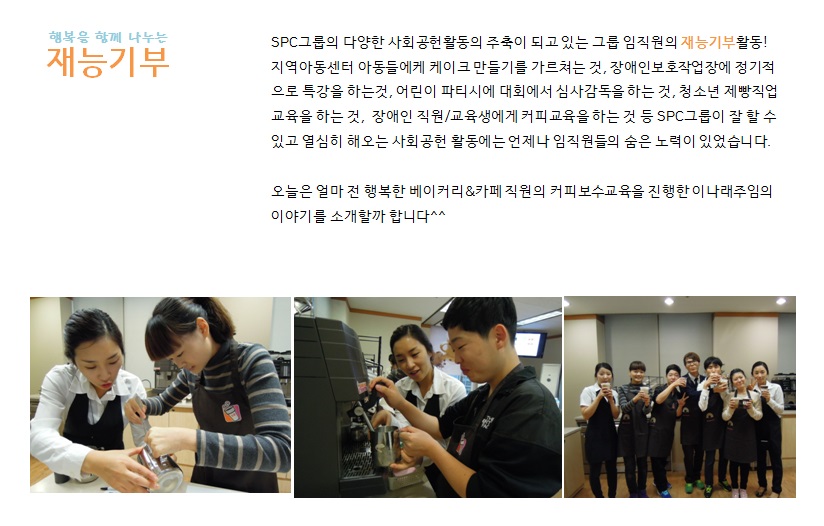 행복을 함께 나누는
재능기부
SPC그룹의 다양한 사회공헌활동의 주축이 되고 있는 그룹 임직원의 재능기부활동!
지역아동센터 아동들에게 케이크 만들기를 가르쳐는 것, 장애인보호작업장에 정기적
으로 특강을 하는것, 어린이 파티시에 대회에서 심사감독을 하는 것, 청소년 제빵직업
교육을 하는 것, 장애인 직원/교육생에게 커피교육을 하는 것 등 SPC그룹이 잘 할 수
있고 열심히 해오는 사회공헌 활동에는 언제나 임직원들의 숨은 노력이 있었습니다.
오늘은 얼마 전 행복한 베이커리&카페 직원의 커피보수교육을 진행한 이나래주임의
이야기를 소개할까 합니다^^